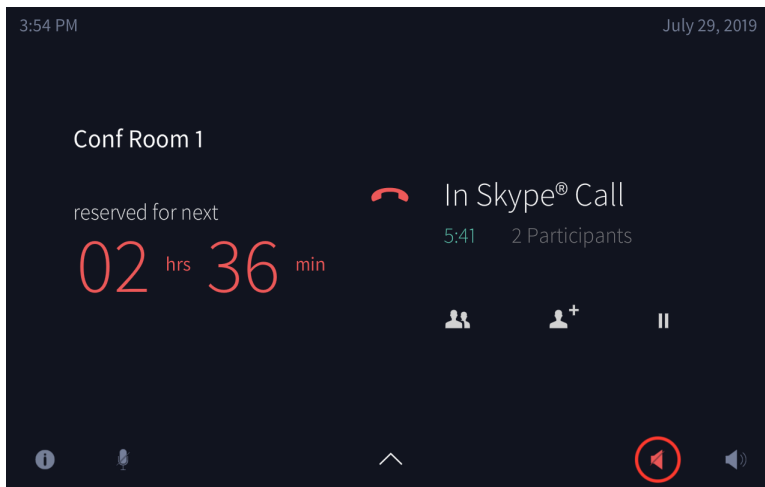 3:54 PM
July 29, 2019
Conf Room 1
reserved for next
02 hrs 36 min
In Skype® Call
5:41 2 Participants